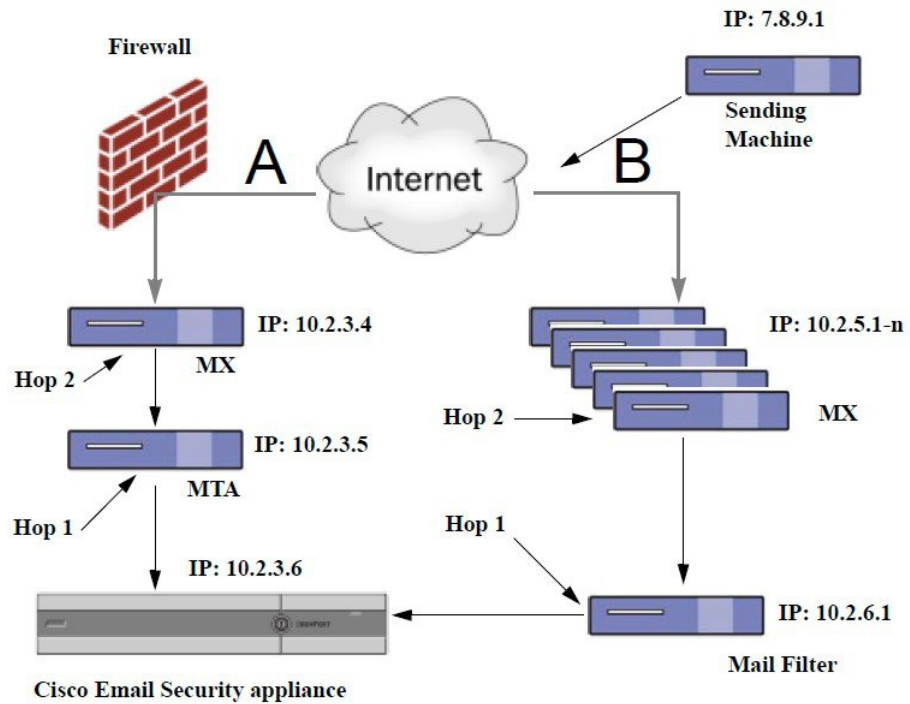 IP: 7.8.9.1
Firewall
Sending
Machine
A
Internet
B
IP: 10.2.3.4
MX
Hop 2
IP: 10.2.5.1-n
MX
Hop 2
IP: 10.2.3.5
MTA
Hop 1
Hop 1
IP: 10.2.3.6
IP: 10.2.6.1
Mail Filter
Cisco Email Security appliance